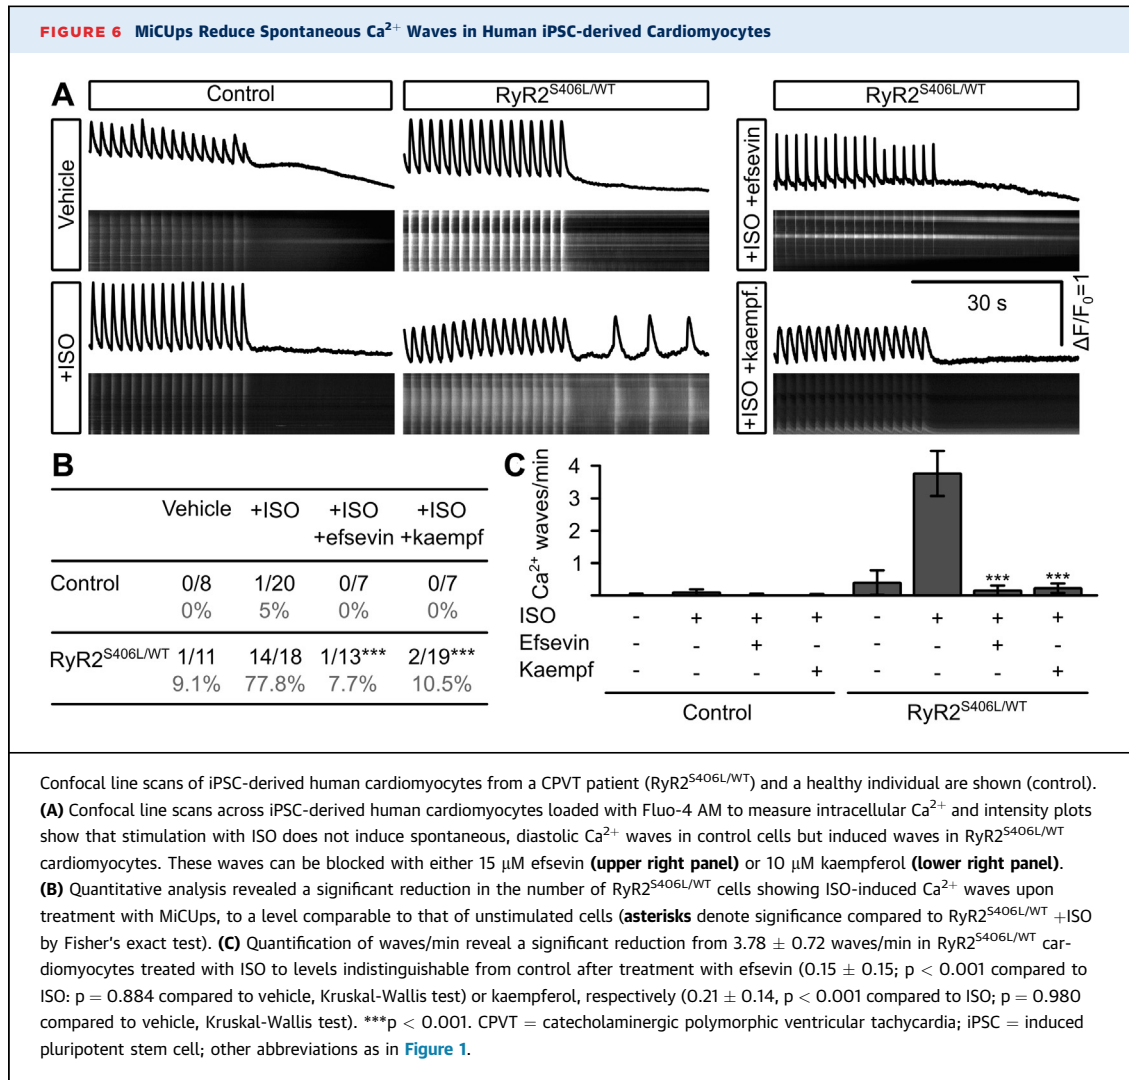 FIGURE 6 MiCUps Reduce Spontaneous Ca2+ Waves in Human iPSC-derived Cardiomyocytes
A
Control
RyR2S406L/WT
RyR2S406L/WT
Vehicle
+ISO +efsevin
+ISO
+ISO +kaempf.
30 s
ΔF/F0=1
B
Vehicle +ISO +ISO +ISO
+efsevin +kaempf
Control 0/8 1/20 0/7 0/7
0% 5% 0% 0%
RyR2S406L/WT 1/11 14/18 1/13*** 2/19***
9.1% 77.8% 7.7% 10.5%
C
Ca2+ waves/min
4
3
2
1
*** ***
ISO - + + + - + + +
Efsevin - - + - - - + -
Kaempf - - - + - - - +
Control RyR2S406L/WT
Confocal line scans of iPSC-derived human cardiomyocytes from a CPVT patient (RyR2S406L/WT) and a healthy individual are shown (control).
(A) Confocal line scans across iPSC-derived human cardiomyocytes loaded with Fluo-4 AM to measure intracellular Ca2+ and intensity plots
show that stimulation with ISO does not induce spontaneous, diastolic Ca2+ waves in control cells but induced waves in RyR2S406L/WT
cardiomyocytes. These waves can be blocked with either 15 μM efsevin (upper right panel) or 10 μM kaempferol (lower right panel).
(B) Quantitative analysis revealed a significant reduction in the number of RyR2S406L/WT cells showing ISO-induced Ca2+ waves upon
treatment with MiCUps, to a level comparable to that of unstimulated cells (asterisks denote significance compared to RyR2S406L/WT +ISO
by Fisher's exact test). (C) Quantification of waves/min reveal a significant reduction from 3.78 ± 0.72 waves/min in RyR2S406L/WT car-
diomyocytes treated with ISO to levels indistinguishable from control after treatment with efsevin (0.15 ± 0.15; p < 0.001 compared to
ISO: p = 0.884 compared to vehicle, Kruskal-Wallis test) or kaempferol, respectively (0.21 ± 0.14, p < 0.001 compared to ISO; p = 0.980
compared to vehicle, Kruskal-Wallis test). ***p < 0.001. CPVT = catecholaminergic polymorphic ventricular tachycardia; iPSC = induced
pluripotent stem cell; other abbreviations as in Figure 1.